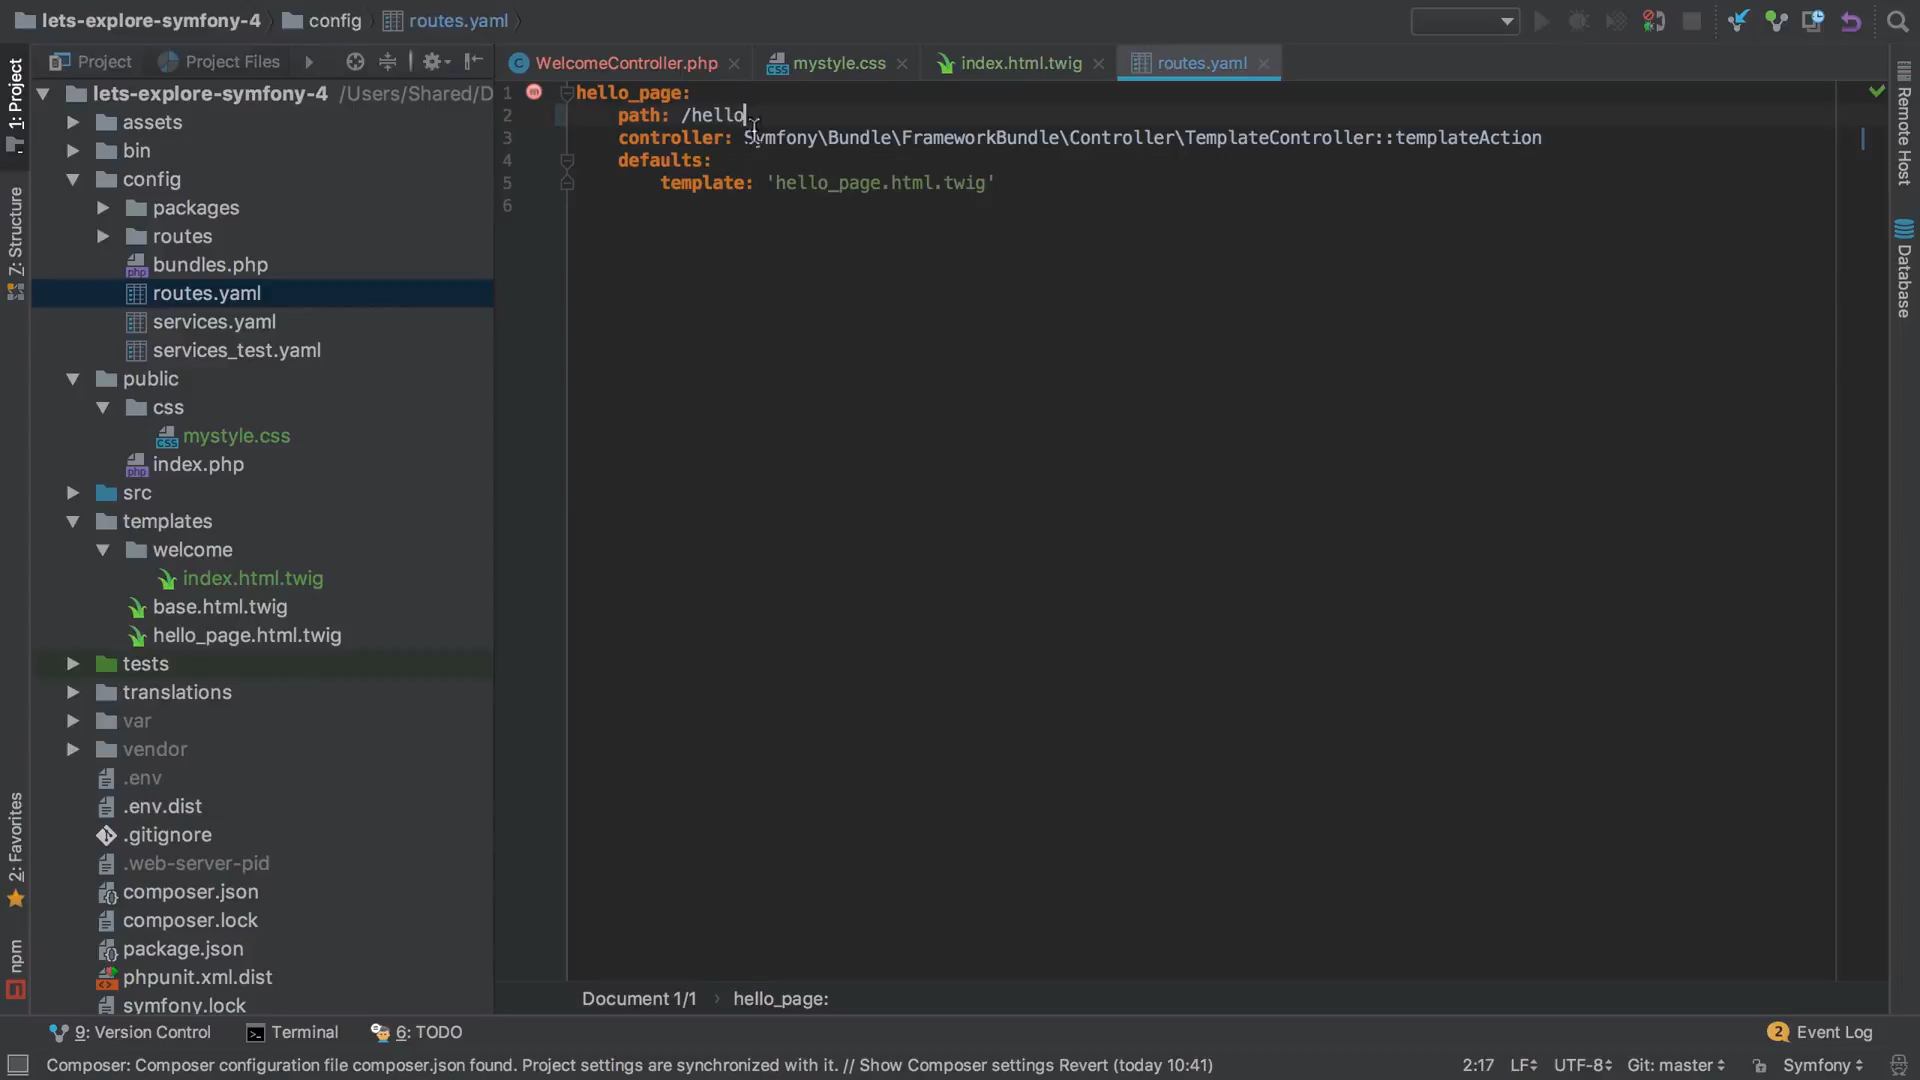 lets-explore-symfony-4 config routes.yaml
Project Project Files
WelcomeController.php mystyle.css index.html.twig routes.yaml
1: Project
Z: Structure
2: Favorites
npm
lets-explore-symfony-4 /Users/Shared/D
assets
bin
config
packages
routes
bundles.php
routes.yaml
services.yaml
services_test.yaml
public
css
mystyle.css
index.php
src
templates
welcome
index.html.twig
base.html.twig
hello_page.html.twig
tests
translations
var
vendor
.env
.env.dist
.gitignore
.web-server-pid
composer.json
composer.lock
package.json
phpunit.xml.dist
symfony.lock
1 hello_page:
2 path: /hello
3 controller: Symfony\Bundle\FrameworkBundle\Controller\TemplateController::templateAction
4 defaults:
5 template: 'hello_page.html.twig'
6
Remote Host
Database
Document 1/1 › hello_page:
9: Version Control Terminal 6: TODO 2 Event Log
Composer: Composer configuration file composer.json found. Project settings are synchronized with it. // Show Composer settings Revert (today 10:41) 2:17 LF UTF-8 Git: master Symfony